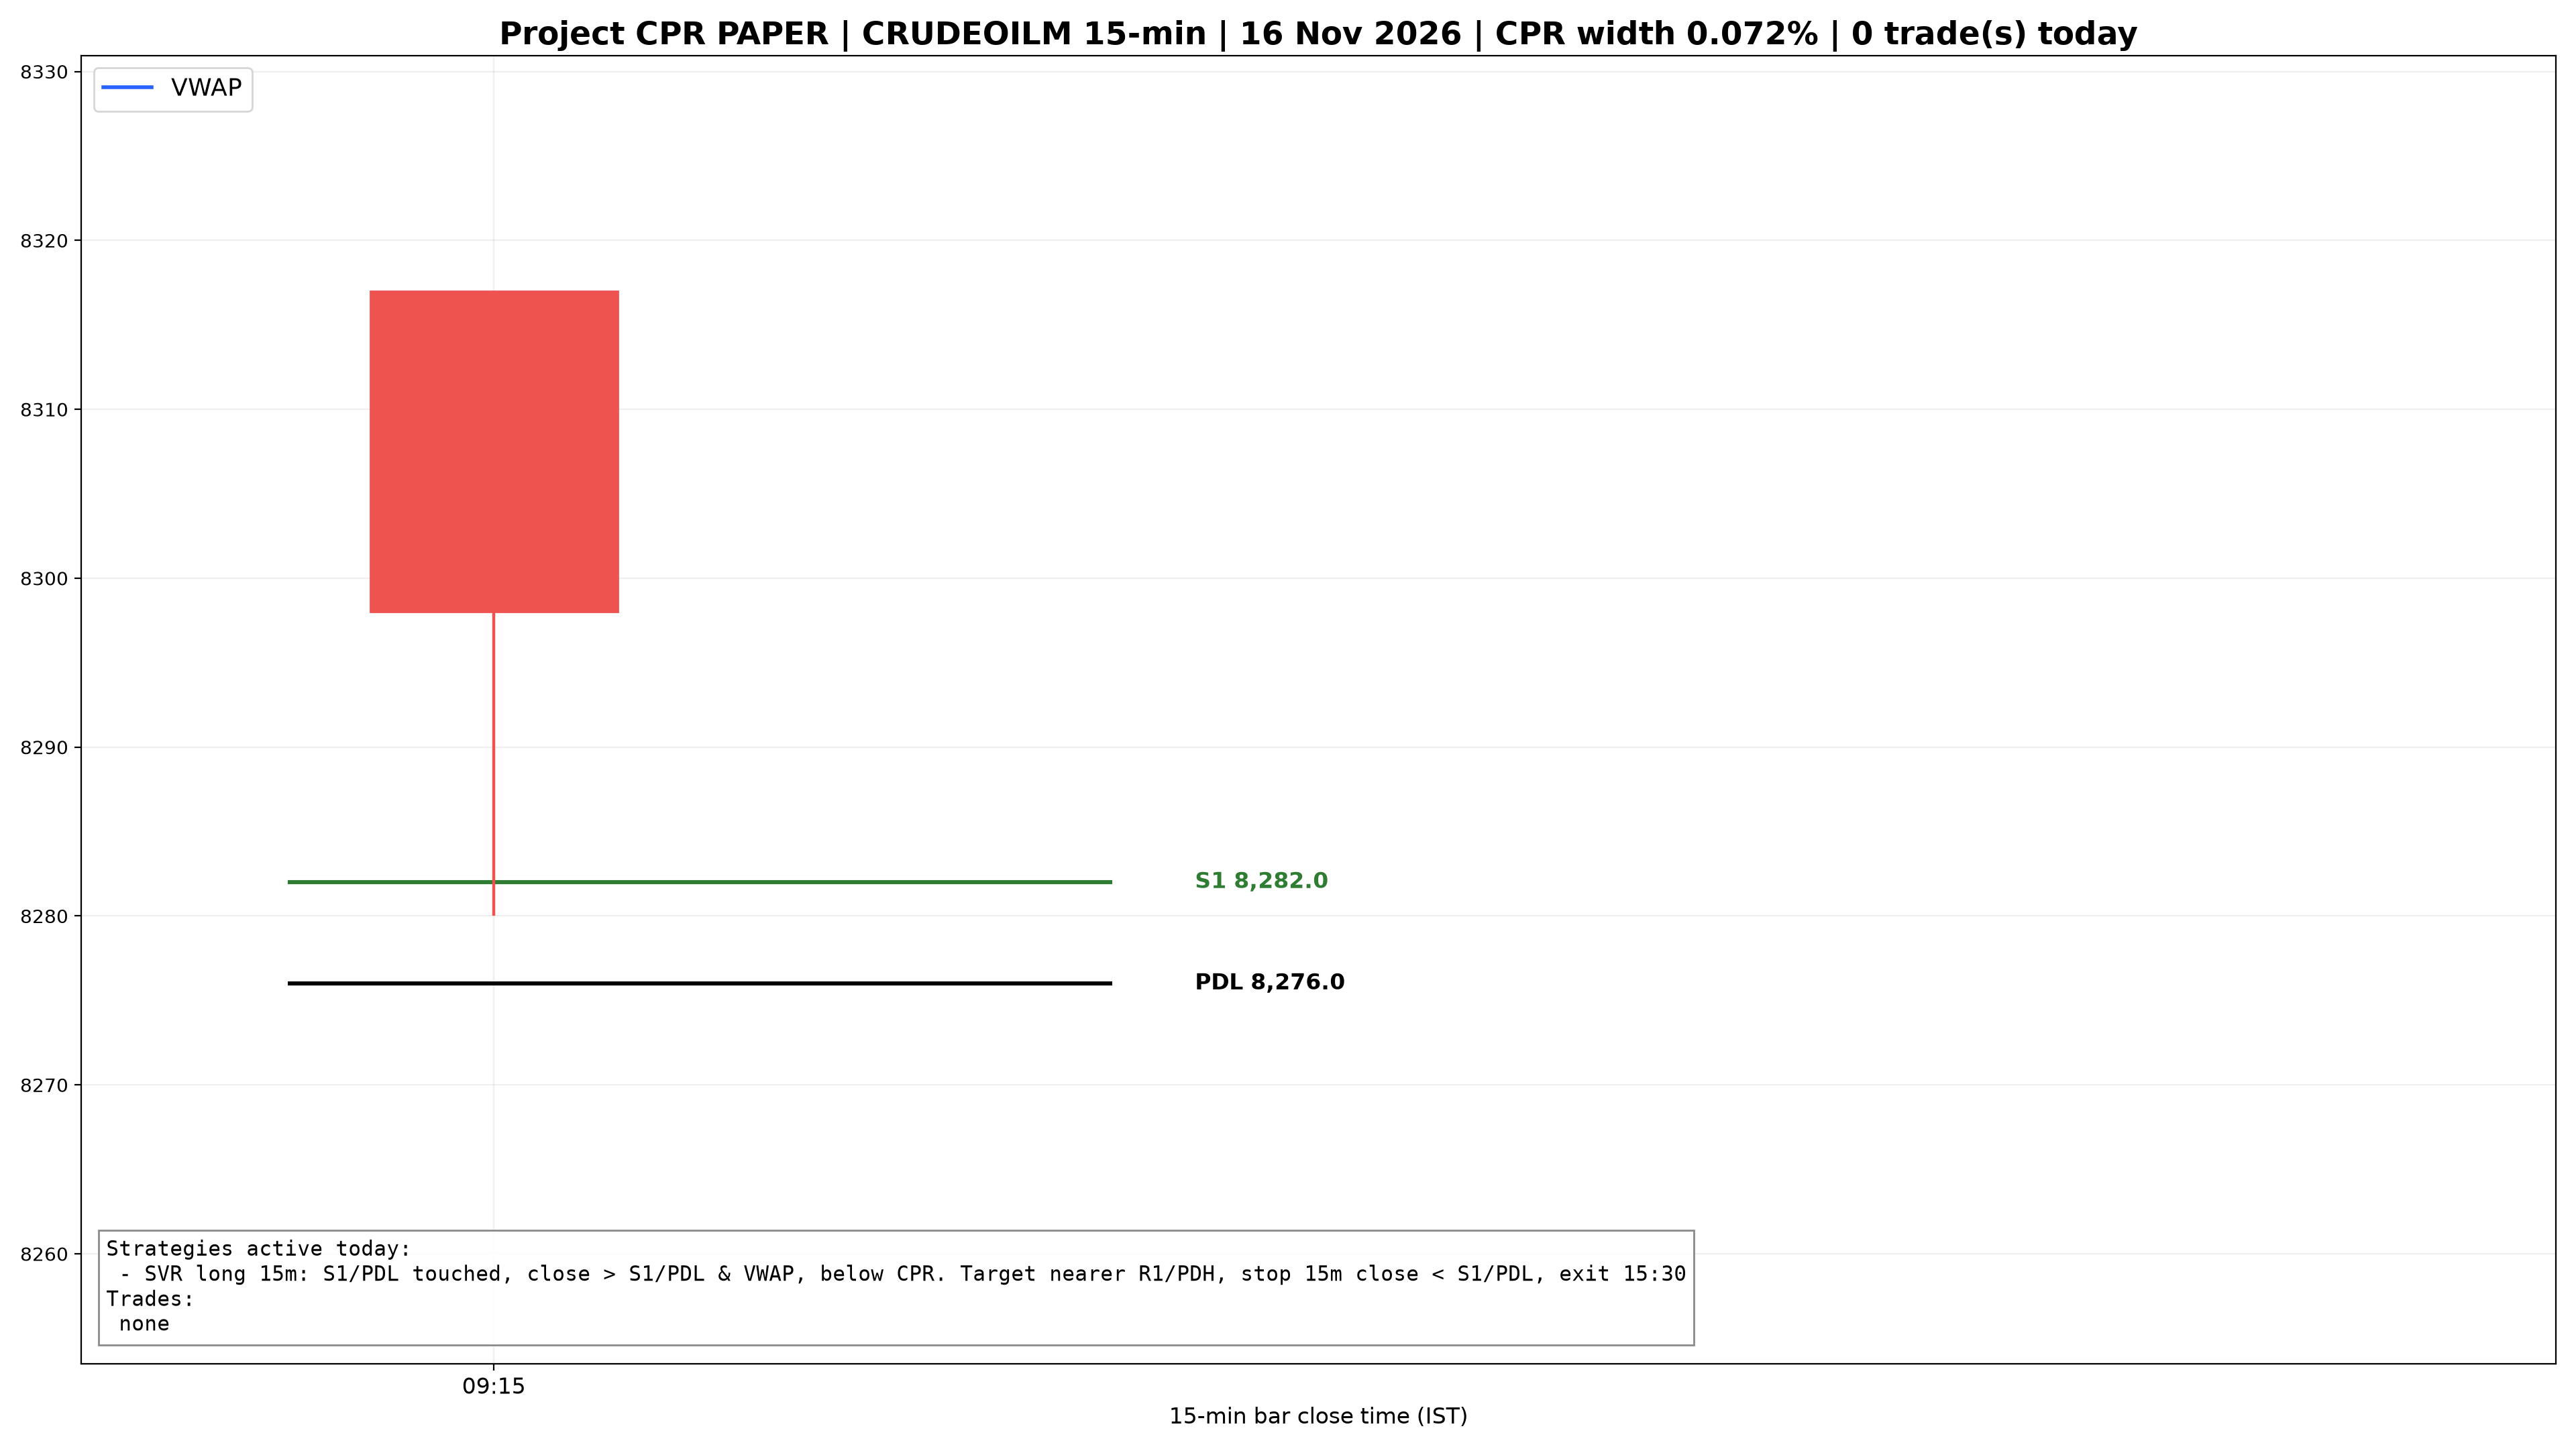 Project CPR PAPER | CRUDEOILM 15-min | 16 Nov 2026 | CPR width 0.072% | 0 trade(s) today
VWAP
8330
8320
8310
8300
8290
8280
8270
8260
S1 8,282.0
PDL 8,276.0
Strategies active today:
- SVR long 15m: S1/PDL touched, close > S1/PDL & VWAP, below CPR. Target nearer R1/PDH, stop 15m close < S1/PDL, exit 15:30
Trades:
none
09:15
15-min bar close time (IST)